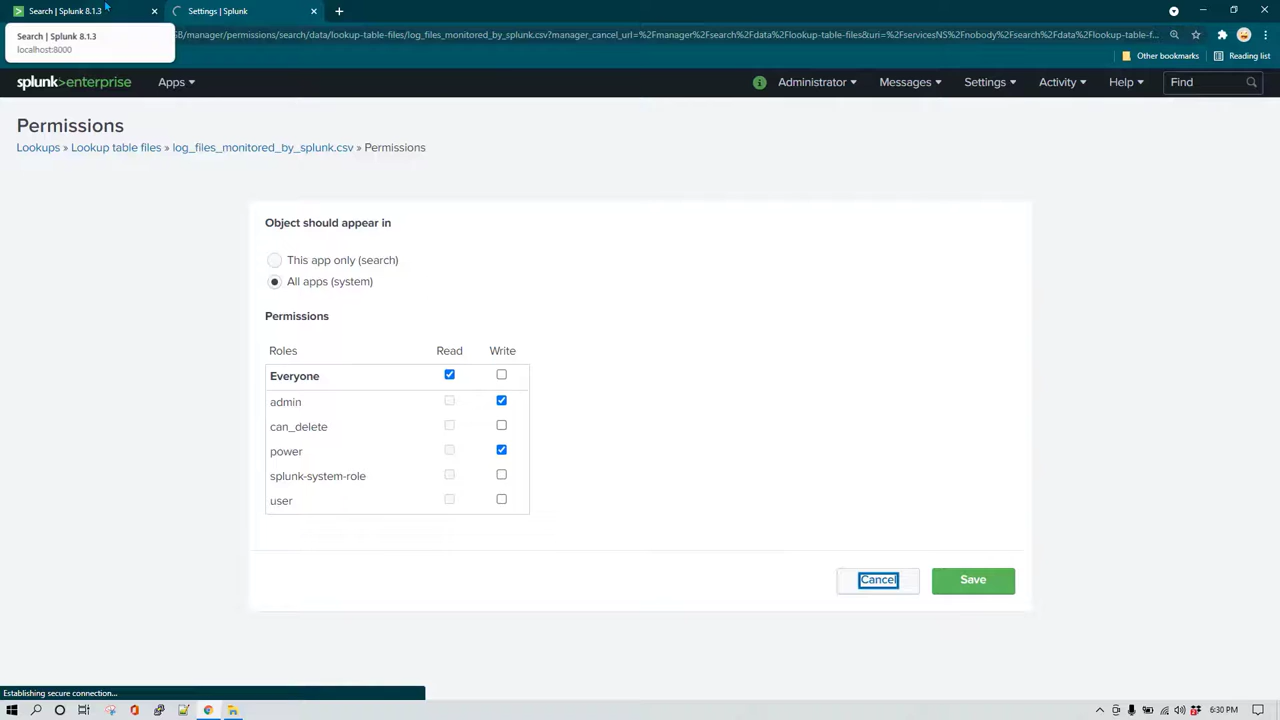 Search | Splunk 8.1.3
Settings | Splunk
Search | Splunk 8.1.3
localhost:8000
/manager/permissions/search/data/lookup-table-files/log_files_monitored_by_splunk.csv?manager_cancel_url=%2Fmanager%2Fsearch%2Fdata%2Flookup-table-files&uri=%2FservicesNS%2Fnobody%2Fsearch%2Fdata%2Flookup-table-f...
Other bookmarks
Reading list
splunk>enterprise Apps
Administrator Messages Settings Activity Help Find
Permissions
Lookups » Lookup table files » log_files_monitored_by_splunk.csv » Permissions
Object should appear in
This app only (search)
All apps (system)
Permissions
Roles Read Write
Everyone
admin
can_delete
power
splunk-system-role
user
Cancel Save
Establishing secure connection...
6:30 PM